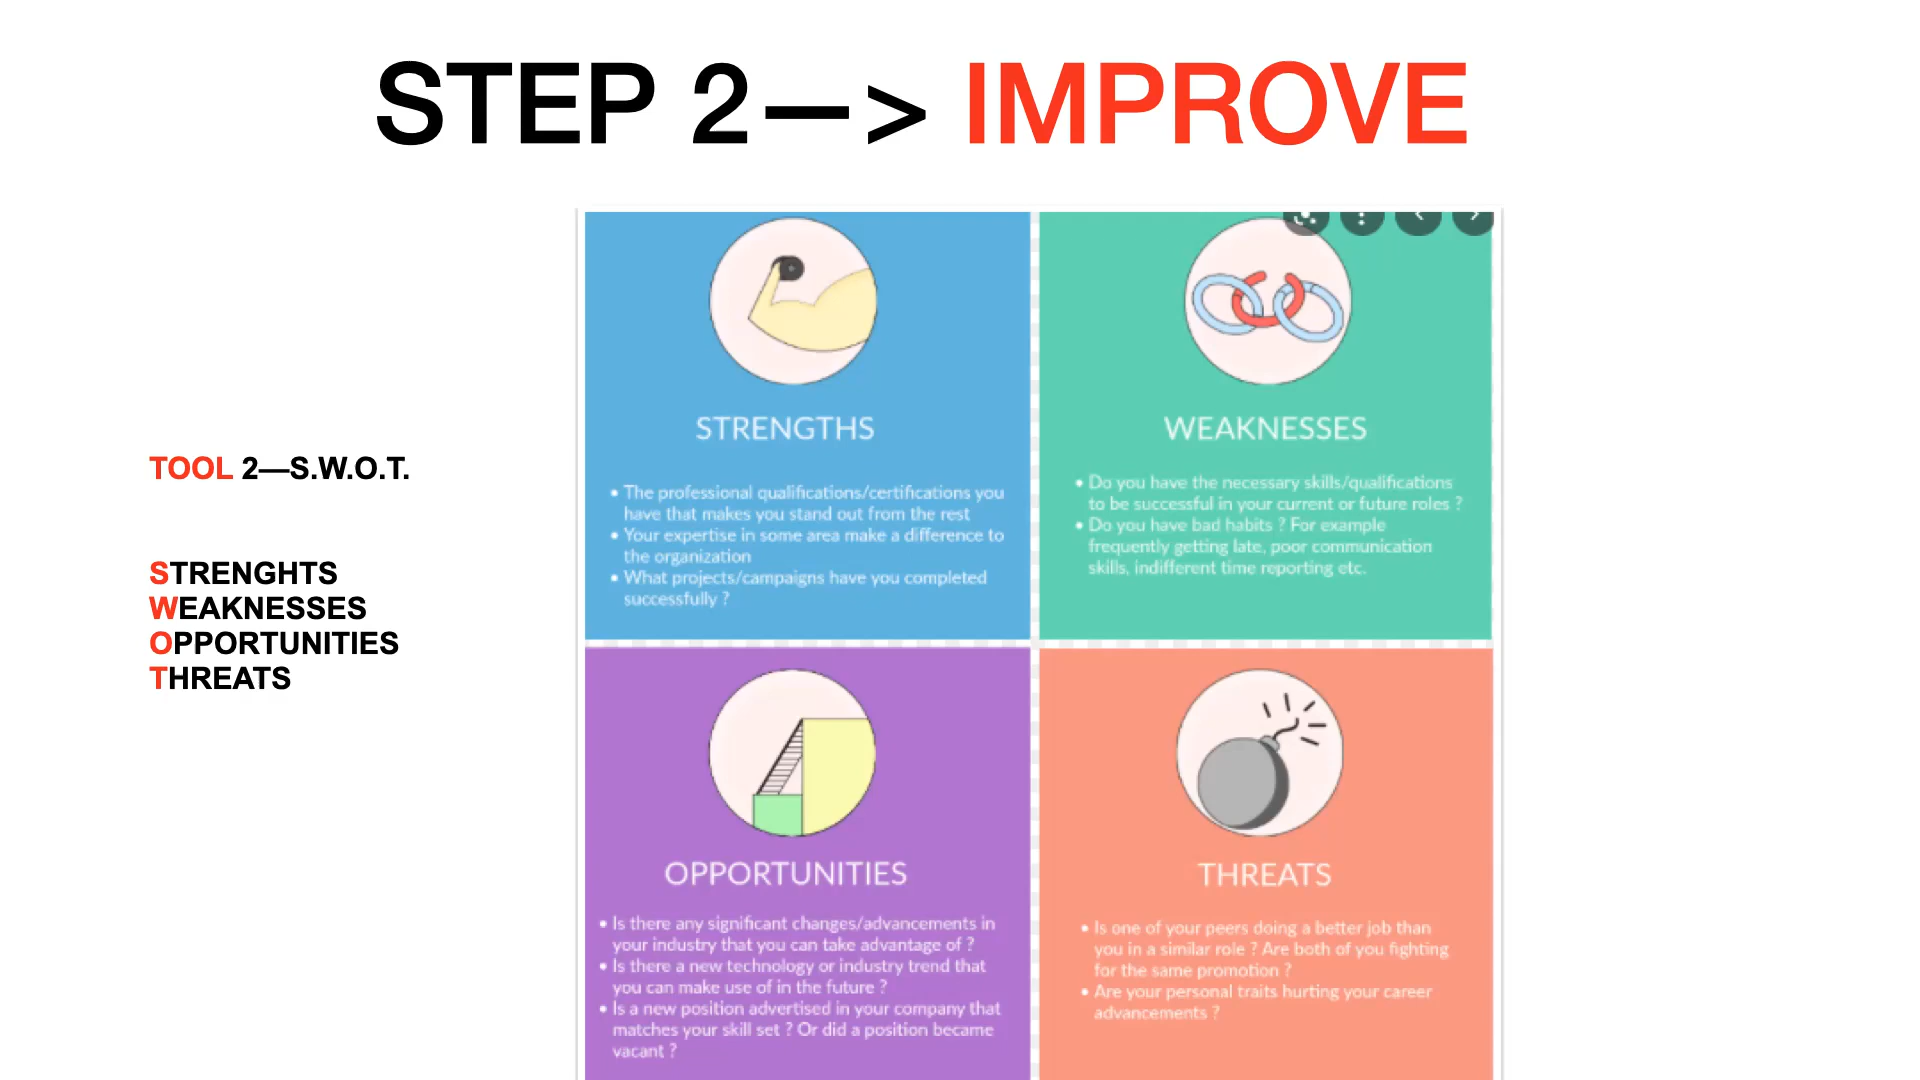 STEP 2—> IMPROVE
TOOL 2—S.W.O.T.
STRENGHTS
WEAKNESSES
OPPORTUNITIES
THREATS
STRENGTHS
• The professional qualifications/certifications you
have that makes you stand out from the rest
• Your expertise in some area make a difference to
the organization
• What projects/campaigns have you completed
successfully ?
WEAKNESSES
• Do you have the necessary skills/qualifications
to be successful in your current or future roles ?
• Do you have bad habits ? For example
frequently getting late, poor communication
skills, indifferent time reporting etc.
OPPORTUNITIES
• Is there any significant changes/advancements in
your industry that you can take advantage of ?
• Is there a new technology or industry trend that
you can make use of in the future ?
• Is a new position advertised in your company that
matches your skill set ? Or did a position became
vacant ?
THREATS
• Is one of your peers doing a better job than
you in a similar role ? Are both of you fighting
for the same promotion ?
• Are your personal traits hurting your career
advancements ?